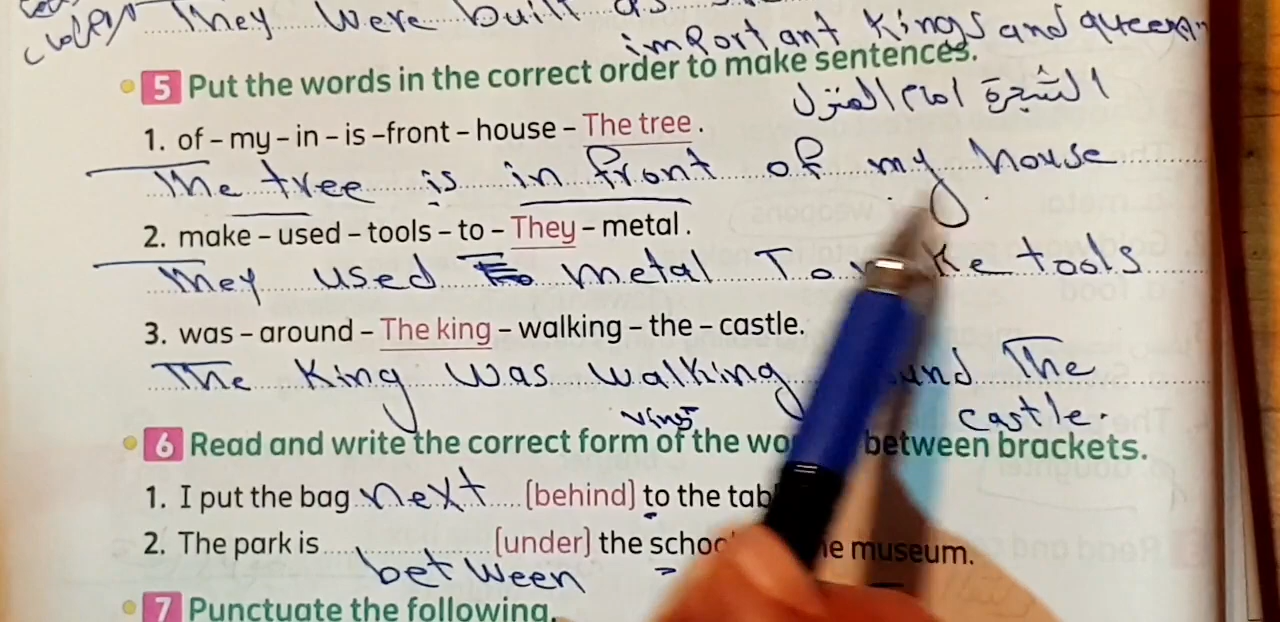 They were built as
important kings and queens
5 Put the words in the correct order to make sentences.
الشجرة امام المنزل
1. of – my – in – is –front – house – The tree .
The tree is in front of my house
2. make – used – tools – to – They – metal .
They used metal To ke tools
3. was – around – The king – walking – the – castle.
The King was walking und The
castle.
6 Read and write the correct form of the wo between brackets.
1. I put the bag next (behind) to the tab
2. The park is between (under) the schoo e museum.
7 Punctuate the following.